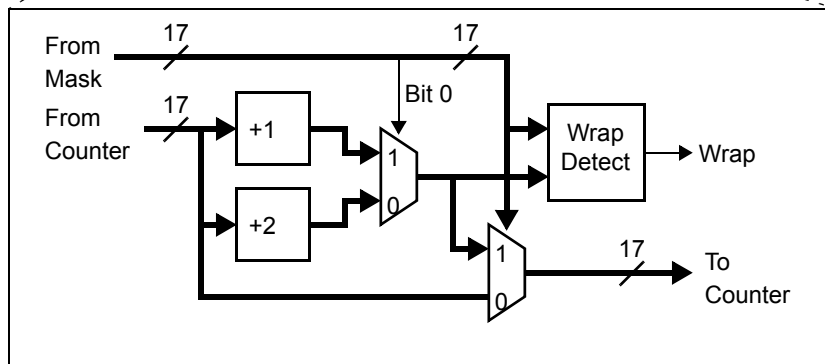 17
17
From
Mask
Bit 0
From
Counter
17
+1
1
0
+2
Wrap
Detect
Wrap
1
0
17
To
Counter